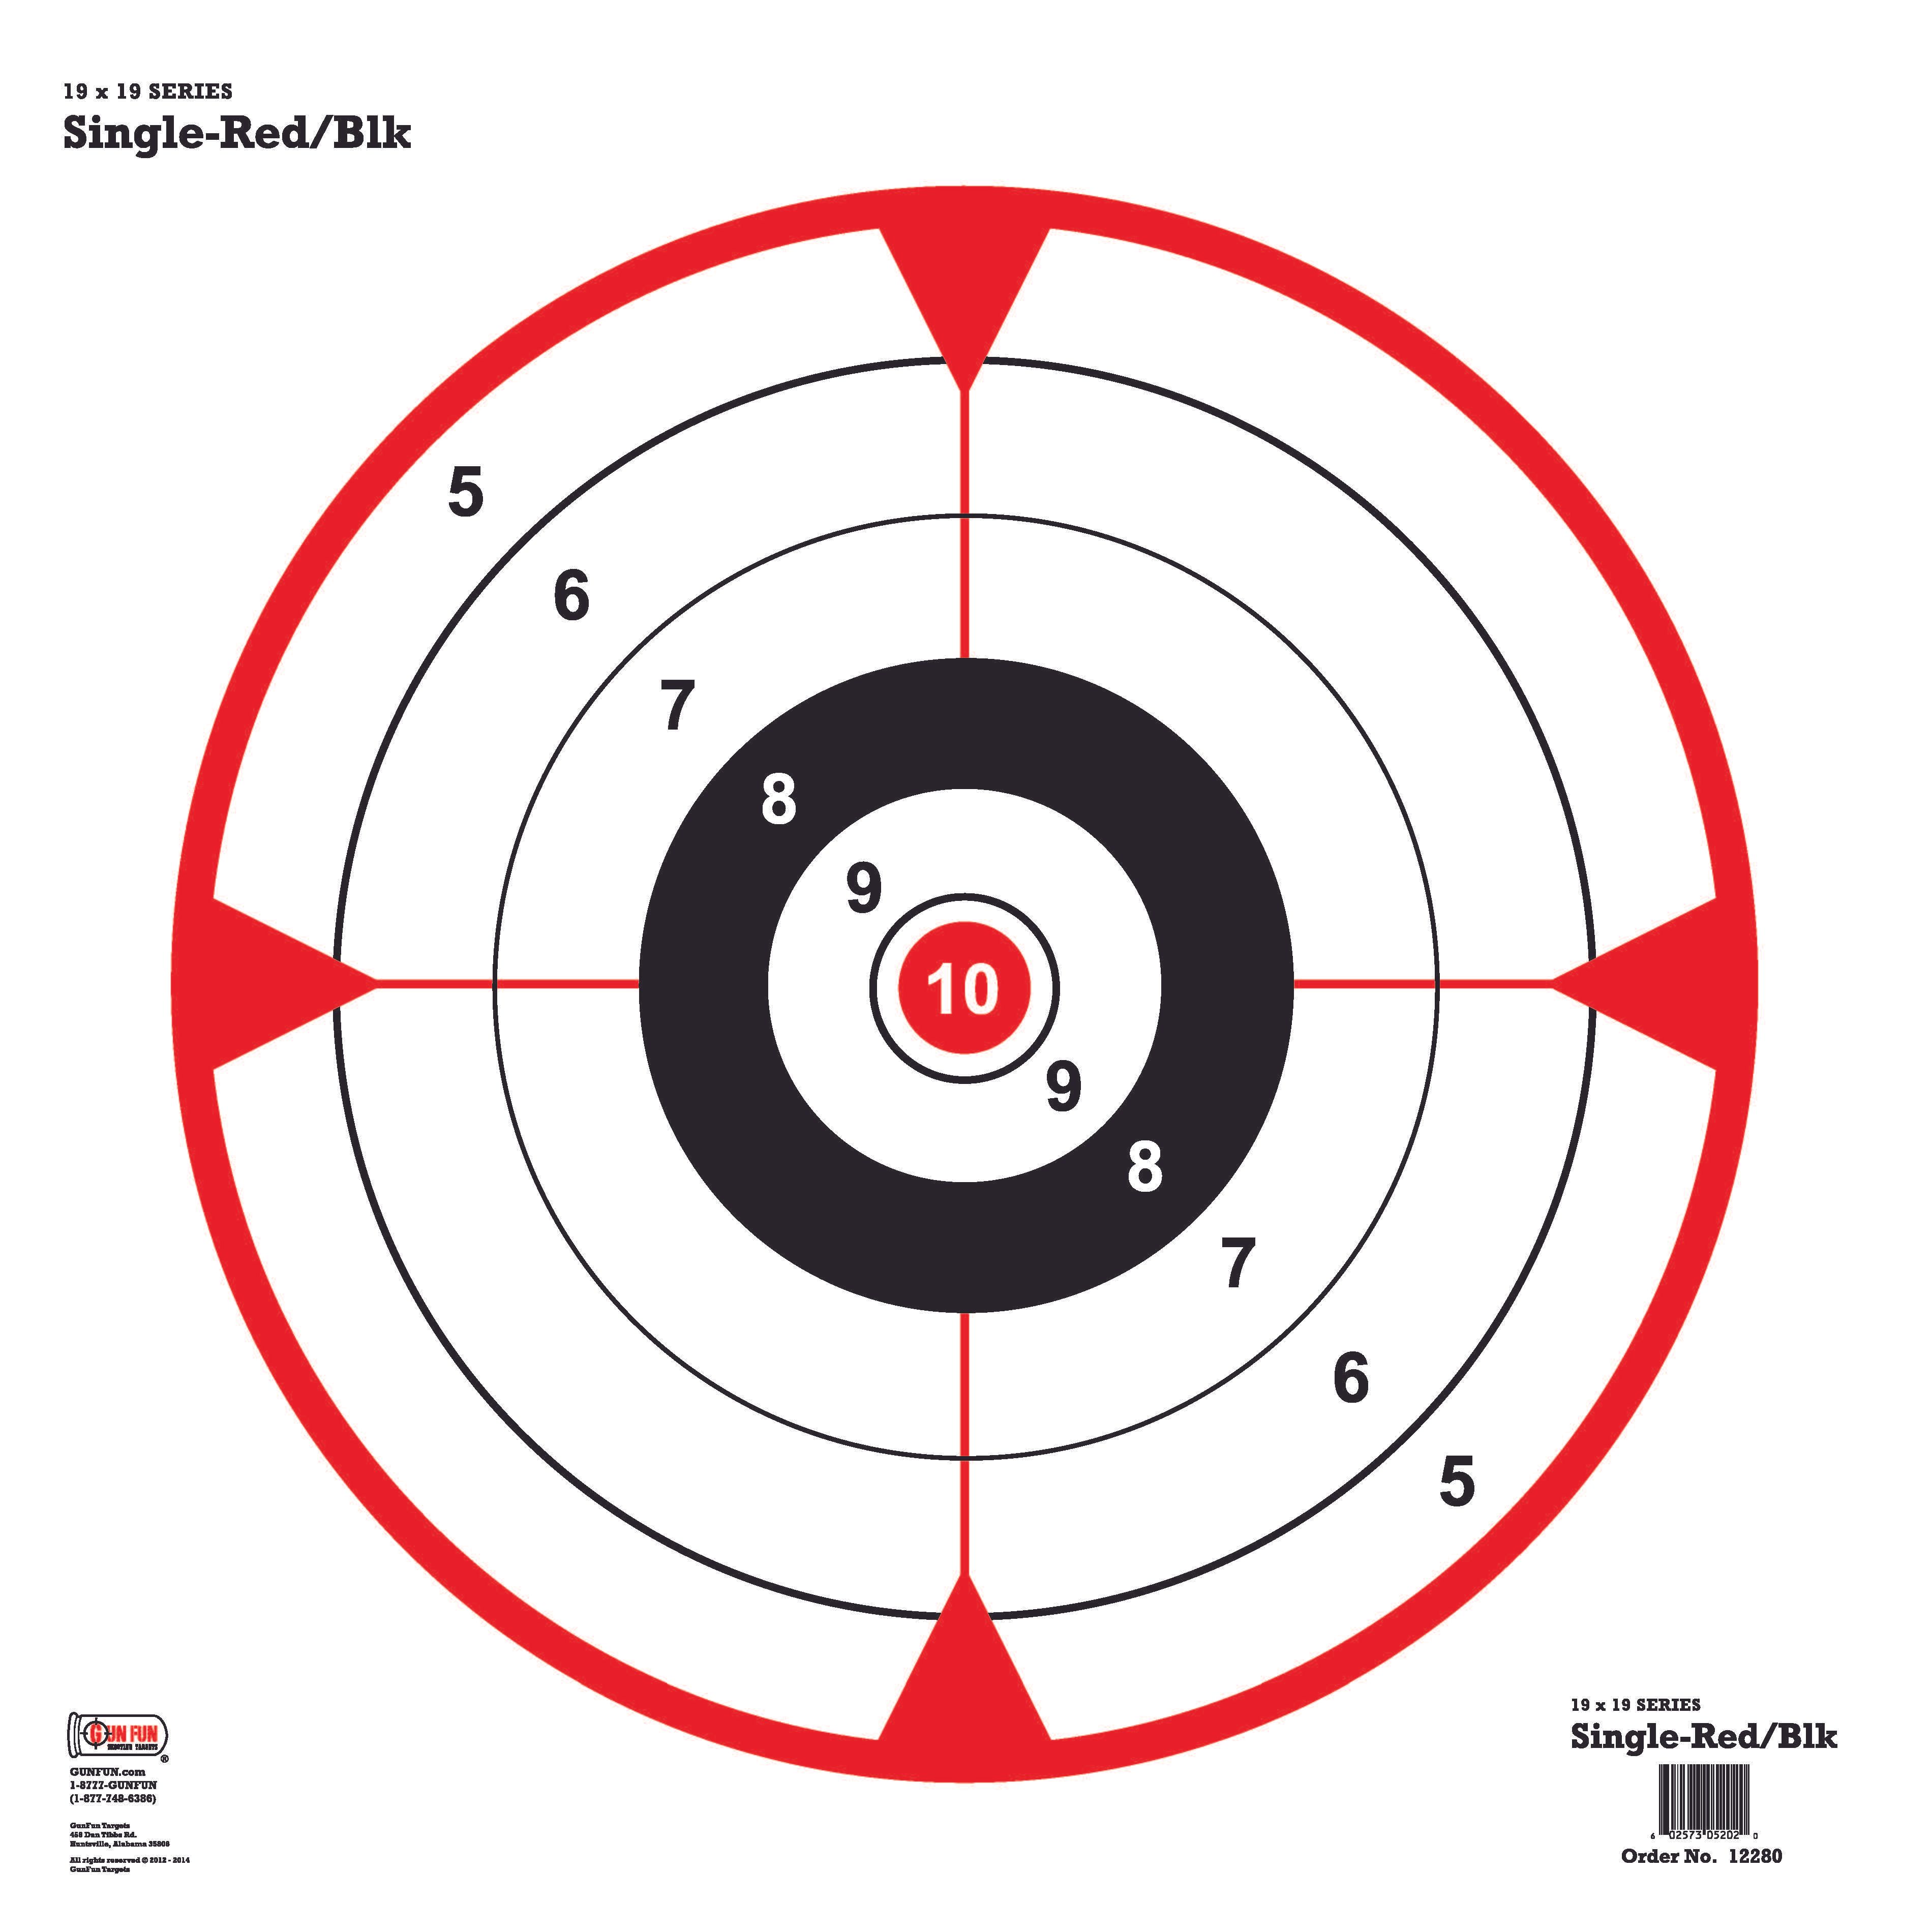 19 x 19 SERIES
Single-Red/Blk
5
6
7
8
9
10
9
8
7
6
5
GUN FUN
SHOOTING TARGETS
®
GUNFUN.com
1-8777-GUNFUN
(1-877-748-6386)
GunFun Targets
458 Dan Tibbs Rd.
Huntsville, Alabama 35806
All rights reserved © 2012 - 2014
GunFun Targets
19 x 19 SERIES
Single-Red/Blk
6 02573 05202 0
Order No. 12280